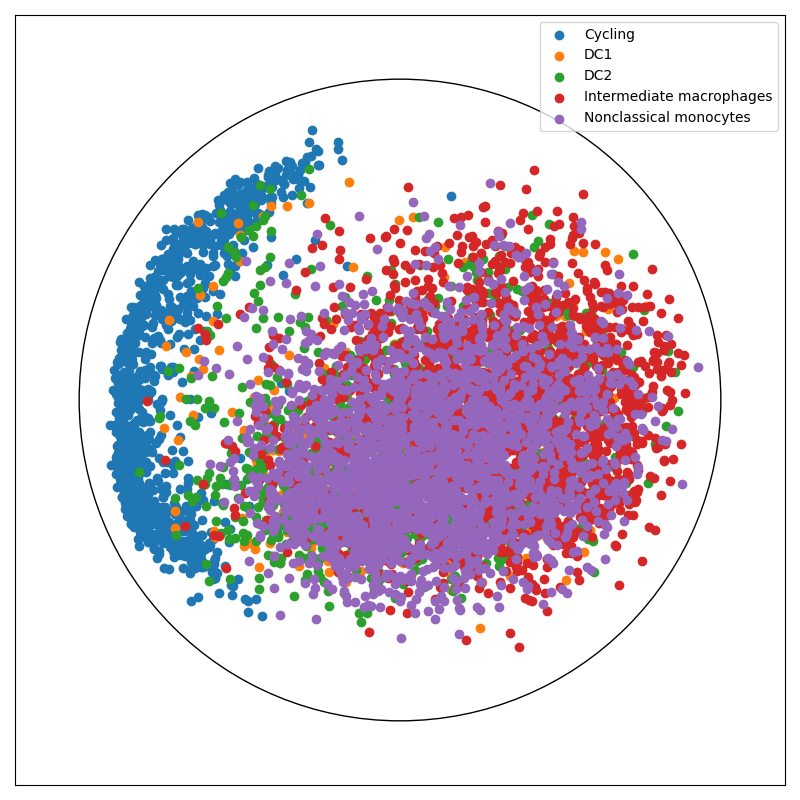 Cycling
DC1
DC2
Intermediate macrophages
Nonclassical monocytes